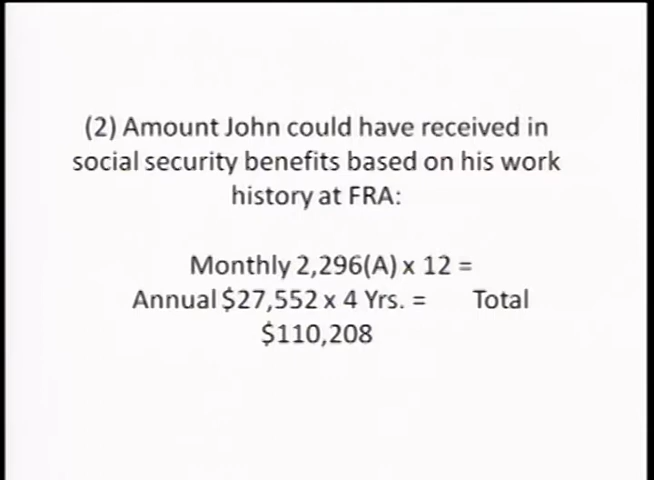 (2) Amount John could have received in
social security benefits based on his work
history at FRA:
Monthly 2,296(A) x 12 =
Annual $27,552 x 4 Yrs. = Total
$110,208